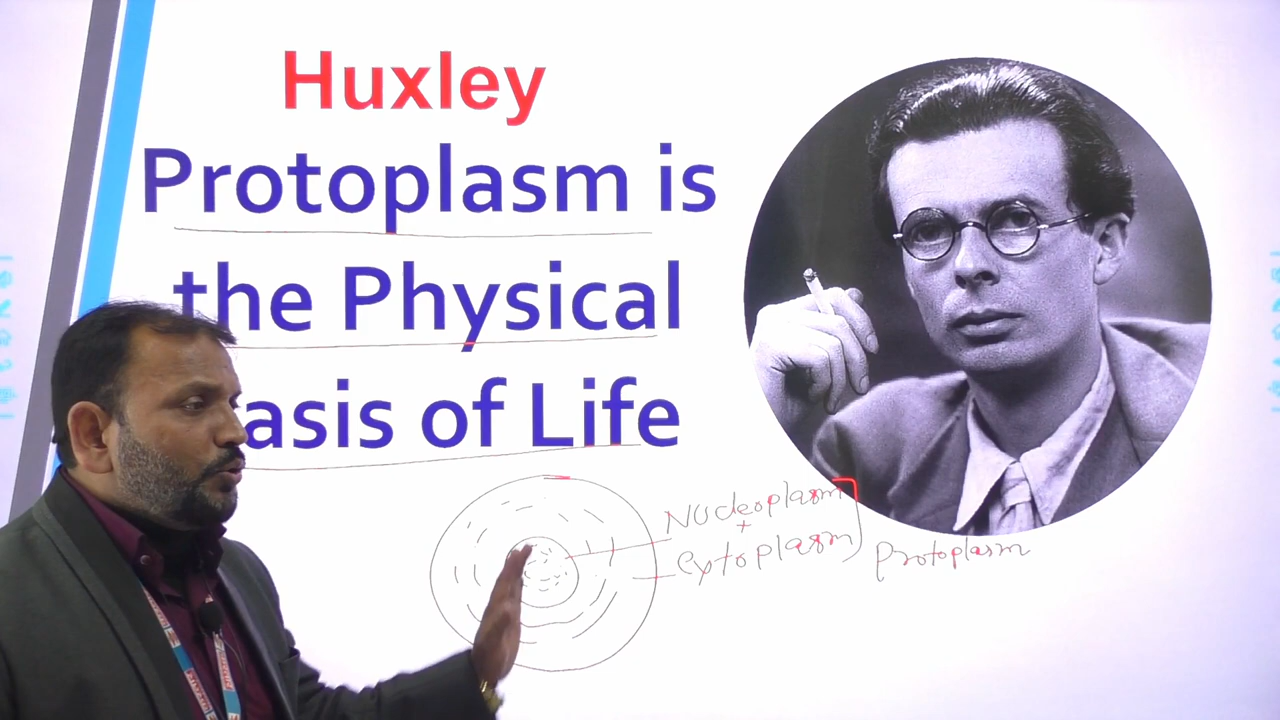 Huxley
Protoplasm is
the Physical
asis of Life
Nucleoplasm
+
Cytoplasm
Protoplasm